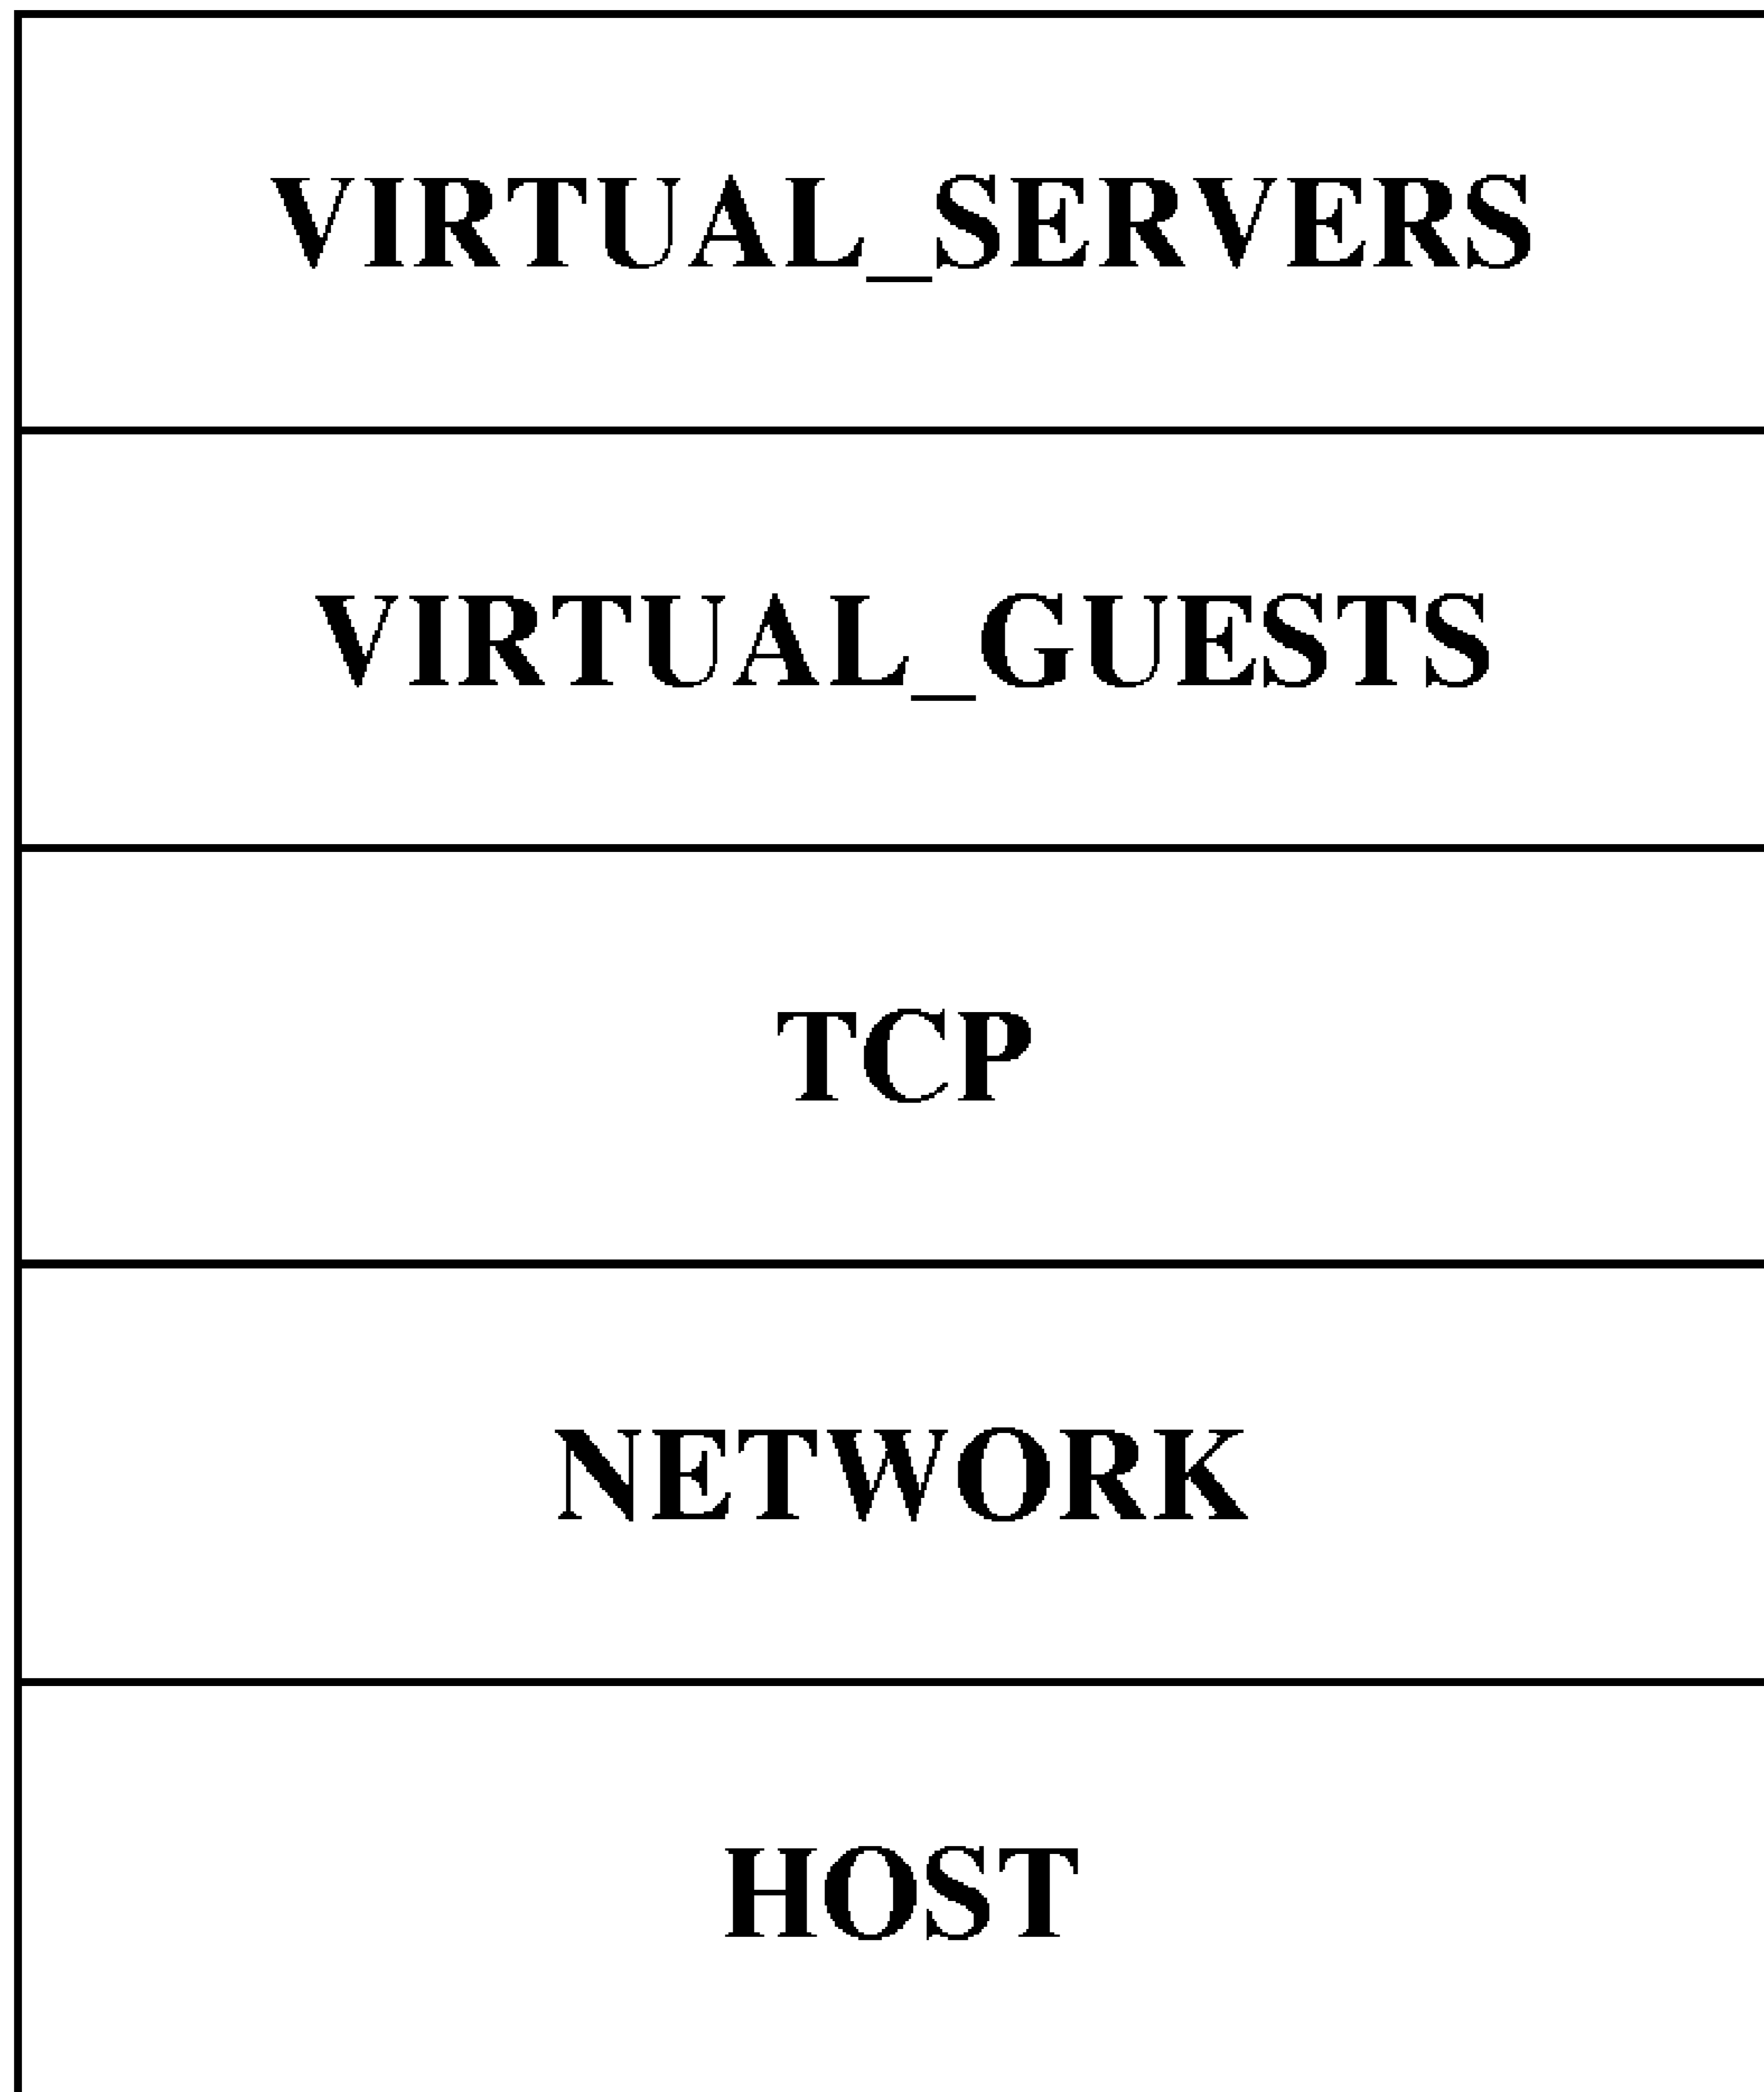 VIRTUAL_SERVERS
VIRTUAL_GUESTS
TCP
NETWORK
HOST